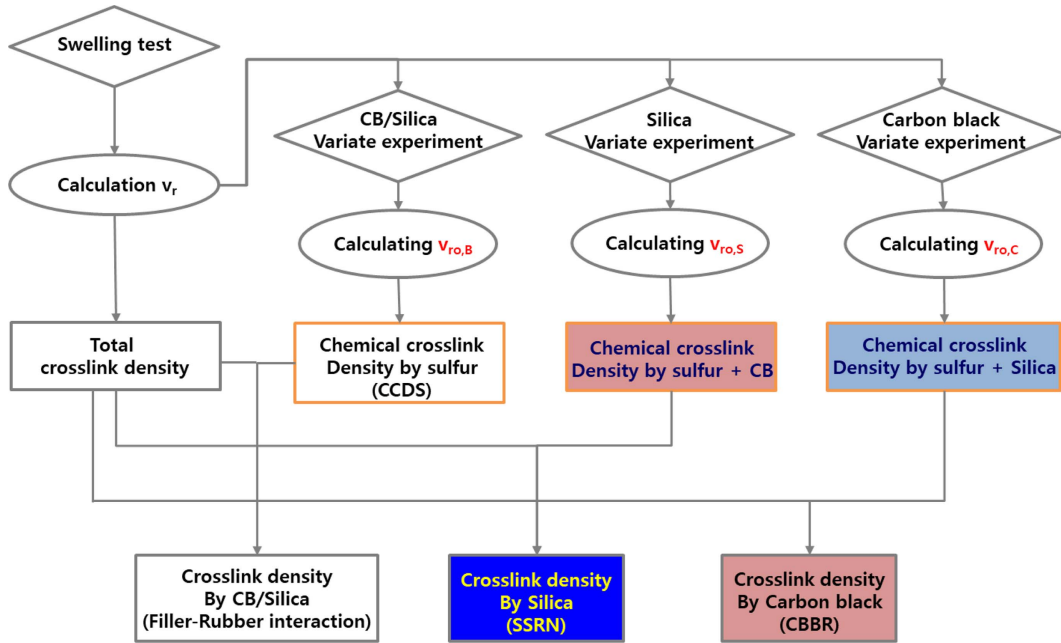 Swelling test
CB/Silica
Variate experiment
Silica
Variate experiment
Carbon black
Variate experiment
Calculation vr
Calculating vro,B
Calculating vro,S
Calculating vro,C
Total
crosslink density
Chemical crosslink
Density by sulfur
(CCDS)
Chemical crosslink
Density by sulfur + CB
Chemical crosslink
Density by sulfur + Silica
Crosslink density
By CB/Silica
(Filler-Rubber interaction)
Crosslink density
By Silica
(SSRN)
Crosslink density
By Carbon black
(CBBR)